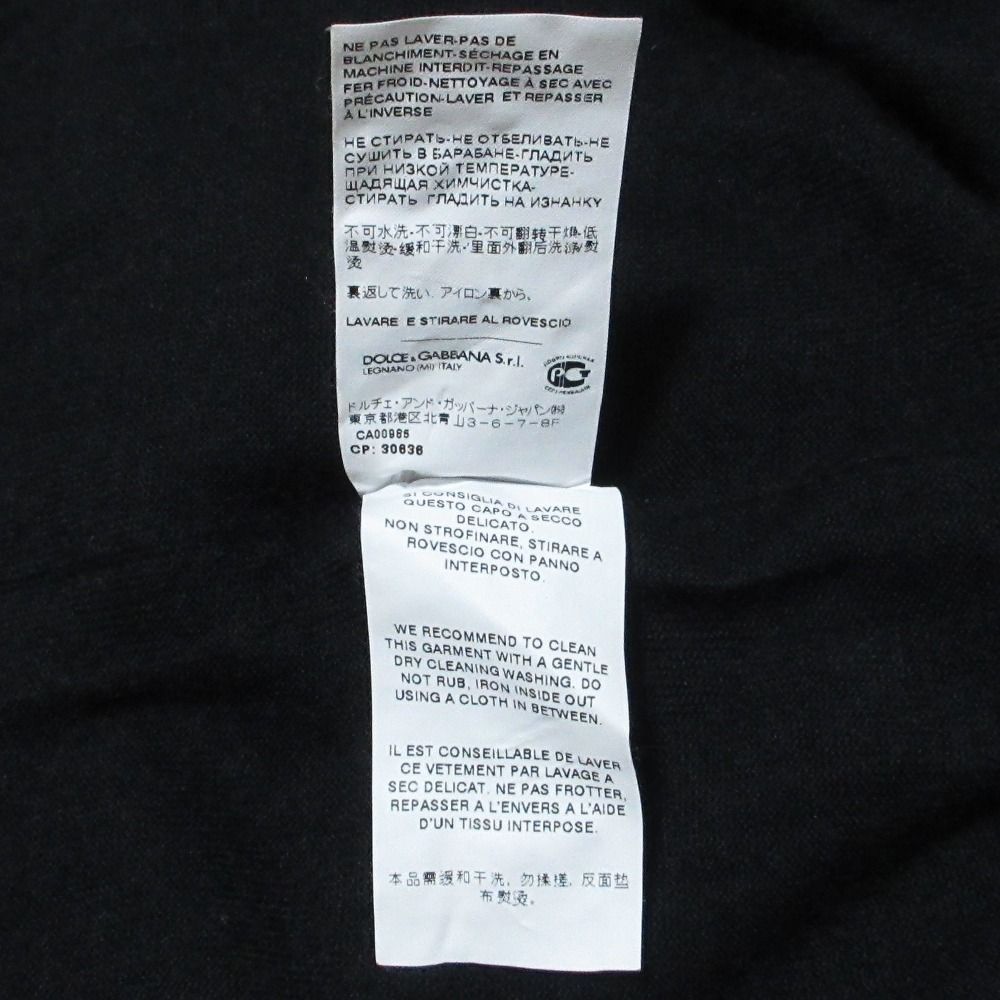 NE PAS LAVER-PAS DE
BLANCHIMENT-SÉCHAGE EN
MACHINE INTERDIT-REPASSAGE
FER FROID-NETTOYAGE À SEC AVEC
PRÉCAUTION-LAVER ET REPASSER
À L'INVERSE
НЕ СТИРАТЬ-НЕ ОТБЕЛИВАТЬ-НЕ
СУШИТЬ В БАРАБАНЕ-ГЛАДИТЬ
ПРИ НИЗКОЙ ТЕМПЕРАТУРЕ-
ЩАДЯЩАЯ ХИМЧИСТКА-
СТИРАТЬ ГЛАДИТЬ НА ИЗНАНКУ
不可水洗-不可漂白-不可翻转干燥-低
温熨烫-缓和干洗-里面外翻后洗涤熨
烫
裏返して洗い、アイロン裏から。
LAVARE E STIRARE AL ROVESCIO
DOLCE & GABBANA S.r.l.
LEGNANO (MI) ITALY
ドルチェ・アンド・ガッバーナ・ジャパン㈱
東京都港区北青山3-6-7-8F
CA00985
CP: 30636
SI CONSIGLIA DI LAVARE
QUESTO CAPO A SECCO
DELICATO.
NON STROFINARE, STIRARE A
ROVESCIO CON PANNO
INTERPOSTO.
WE RECOMMEND TO CLEAN
THIS GARMENT WITH A GENTLE
DRY CLEANING WASHING. DO
NOT RUB, IRON INSIDE OUT
USING A CLOTH IN BETWEEN.
IL EST CONSEILLABLE DE LAVER
CE VETEMENT PAR LAVAGE A
SEC DELICAT. NE PAS FROTTER,
REPASSER A L'ENVERS A L'AIDE
D'UN TISSU INTERPOSE.
本品需缓和干洗，勿揉搓，反面垫
布熨烫。